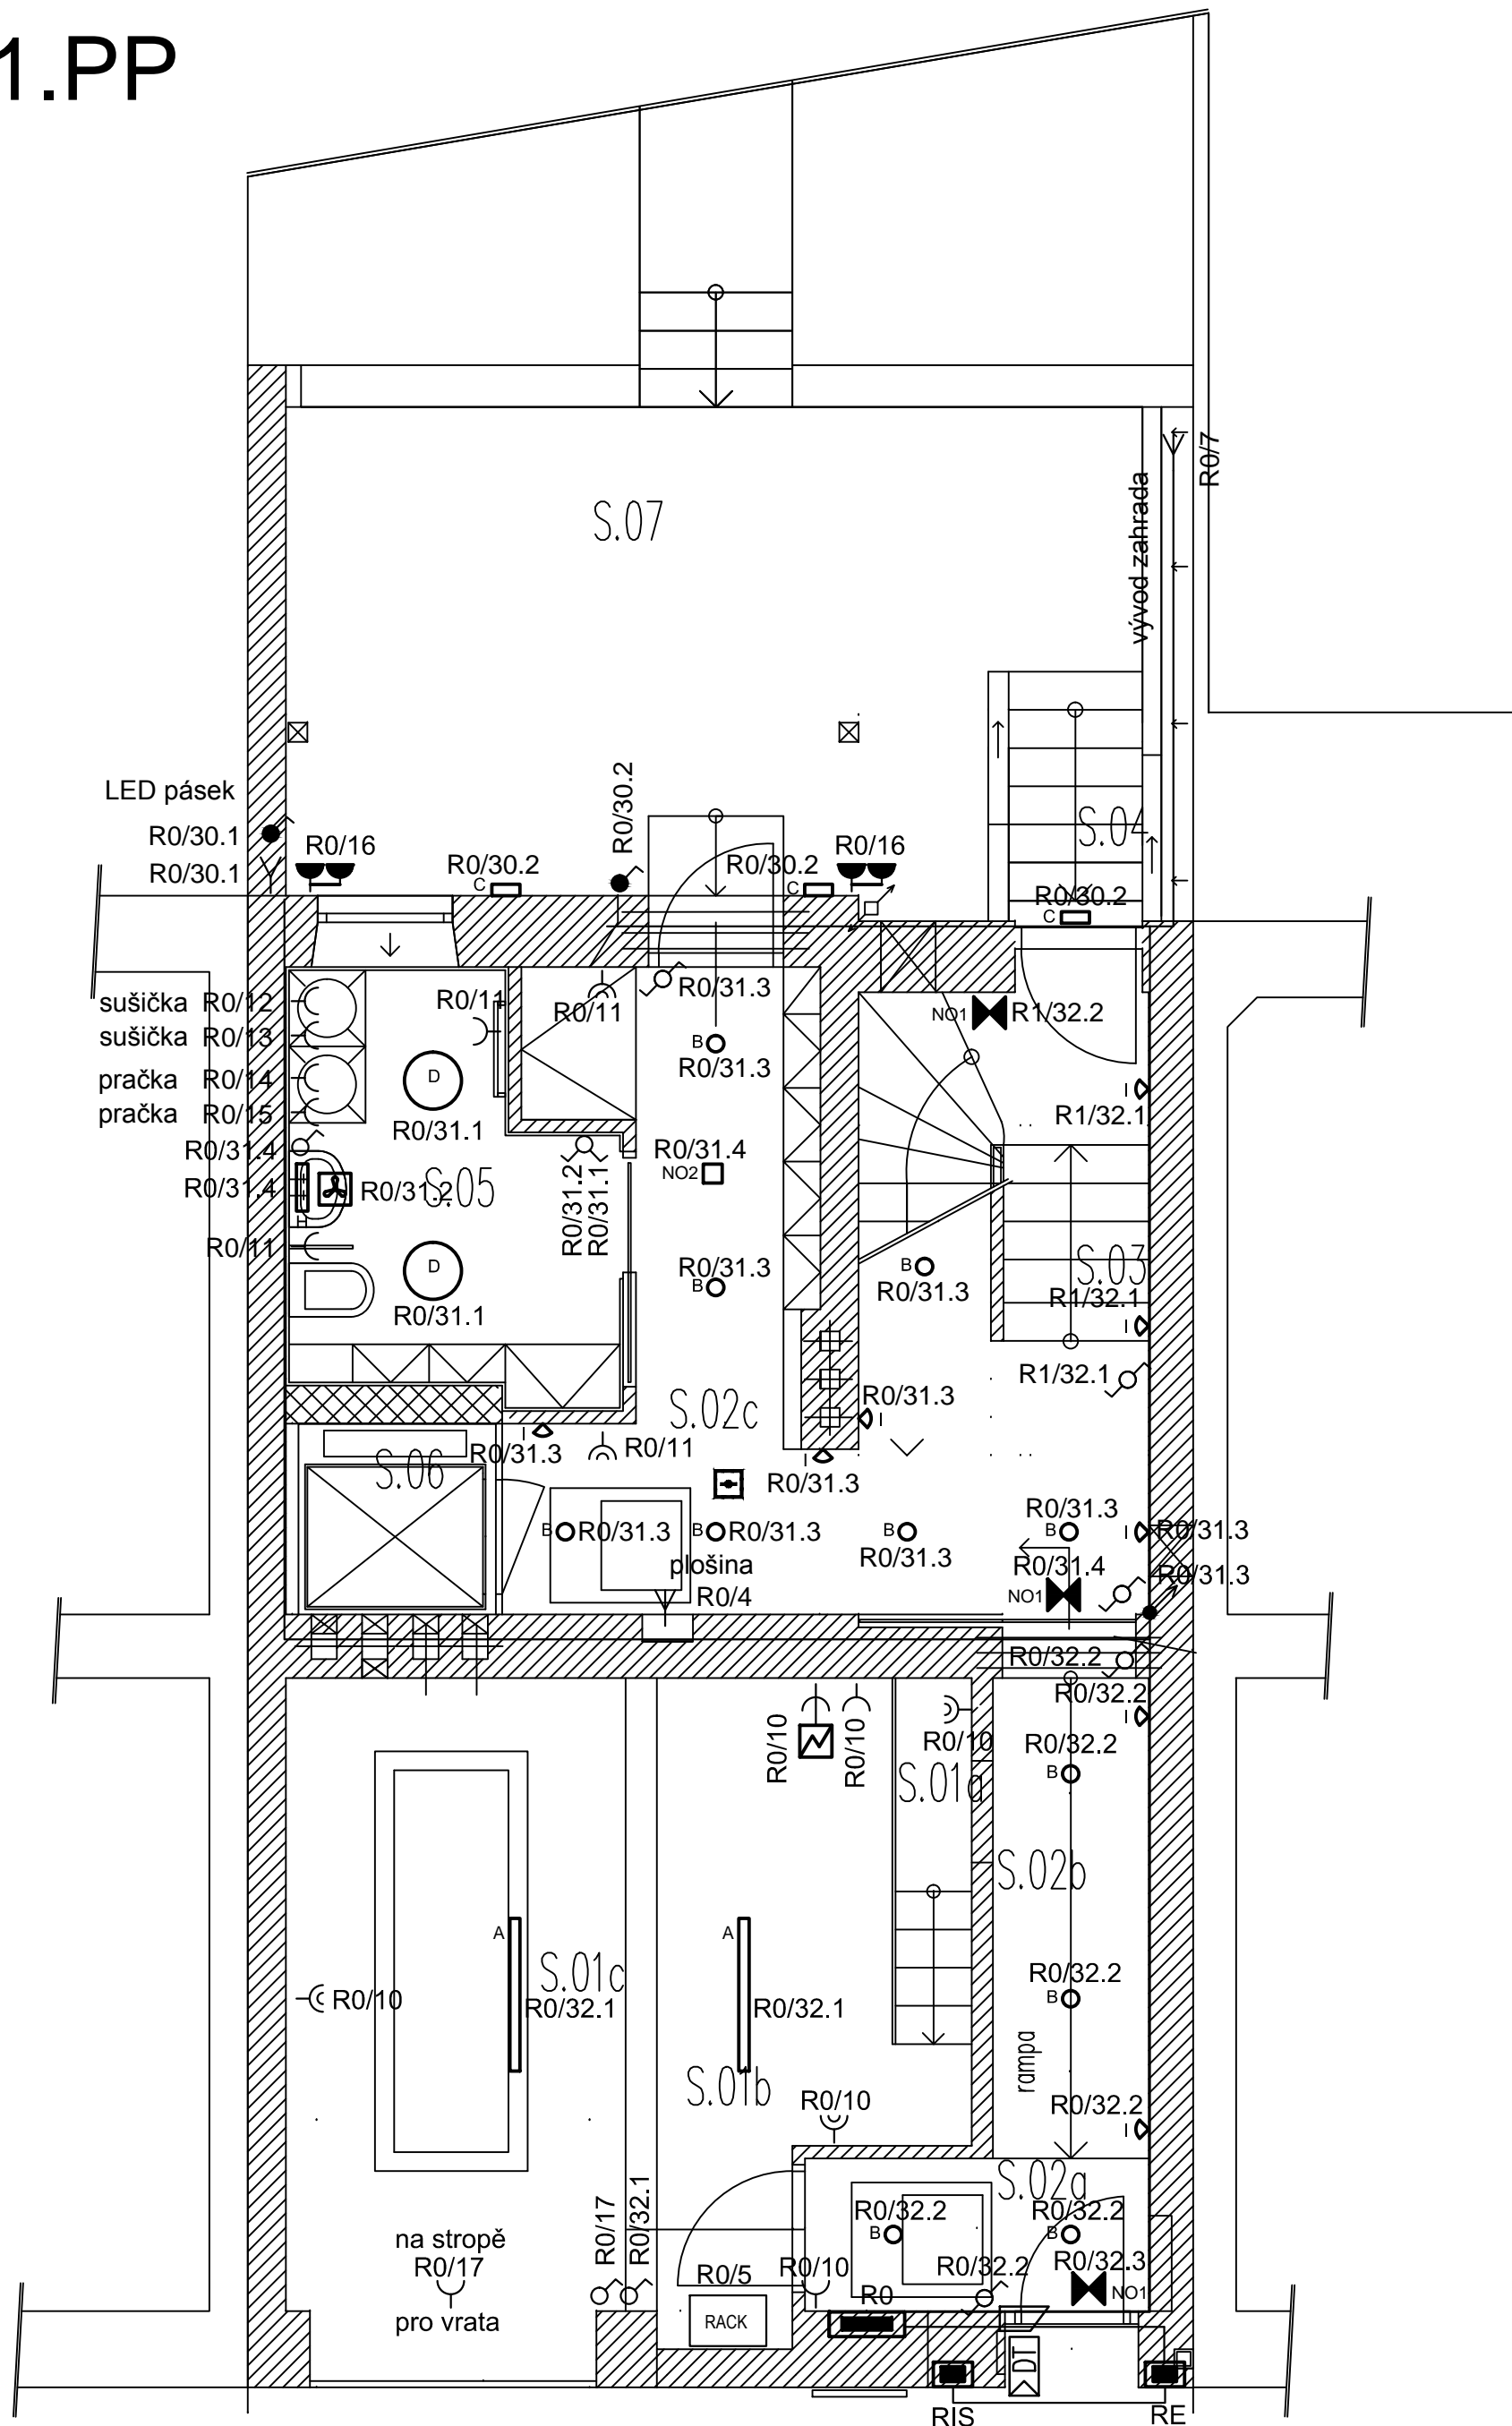 1.PP
R0/7
vývod zahrada
S.07
S.04
LED pásek
R0/30.1
R0/30.1
R0/16
R0/30.2
C
R0/30.2
R0/30.2
C
R0/16
R0/30.2
C
sušička R0/12
sušička R0/13
pračka R0/14
pračka R0/15
R0/31.4
R0/31.4
R0/11
R0/11
R0/11
D
R0/31.1
S.05
R0/31.2
D
R0/31.1
R0/31.2
R0/31.1
R0/31.3
B
R0/31.3
R0/31.4
NO2
R0/31.3
B
NO1
R1/32.2
I
R1/32.1
B
R0/31.3
S.03
R1/32.1
I
R1/32.1
R0/31.3
I
S.02c
S.06
R0/31.3
I
R0/11
I
R0/31.3
B
R0/31.3
B
R0/31.3
B
R0/31.3
R0/31.3
B
I
R0/31.3
R0/31.4
NO1
R0/31.3
plošina
R0/4
R0/32.2
R0/32.2
I
R0/32.2
B
R0/10
R0/10
R0/10
S.01a
S.02b
A
S.01c
R0/32.1
R0/10
A
R0/32.1
S.01b
R0/10
R0/32.2
B
rampa
R0/32.2
I
S.02a
R0/32.2
B
R0/32.2
B
R0/32.3
NO1
R0/32.2
R0/17
R0/32.1
na stropě
R0/17
pro vrata
R0/5
RACK
R0/10
R0
DT
RIS
RE